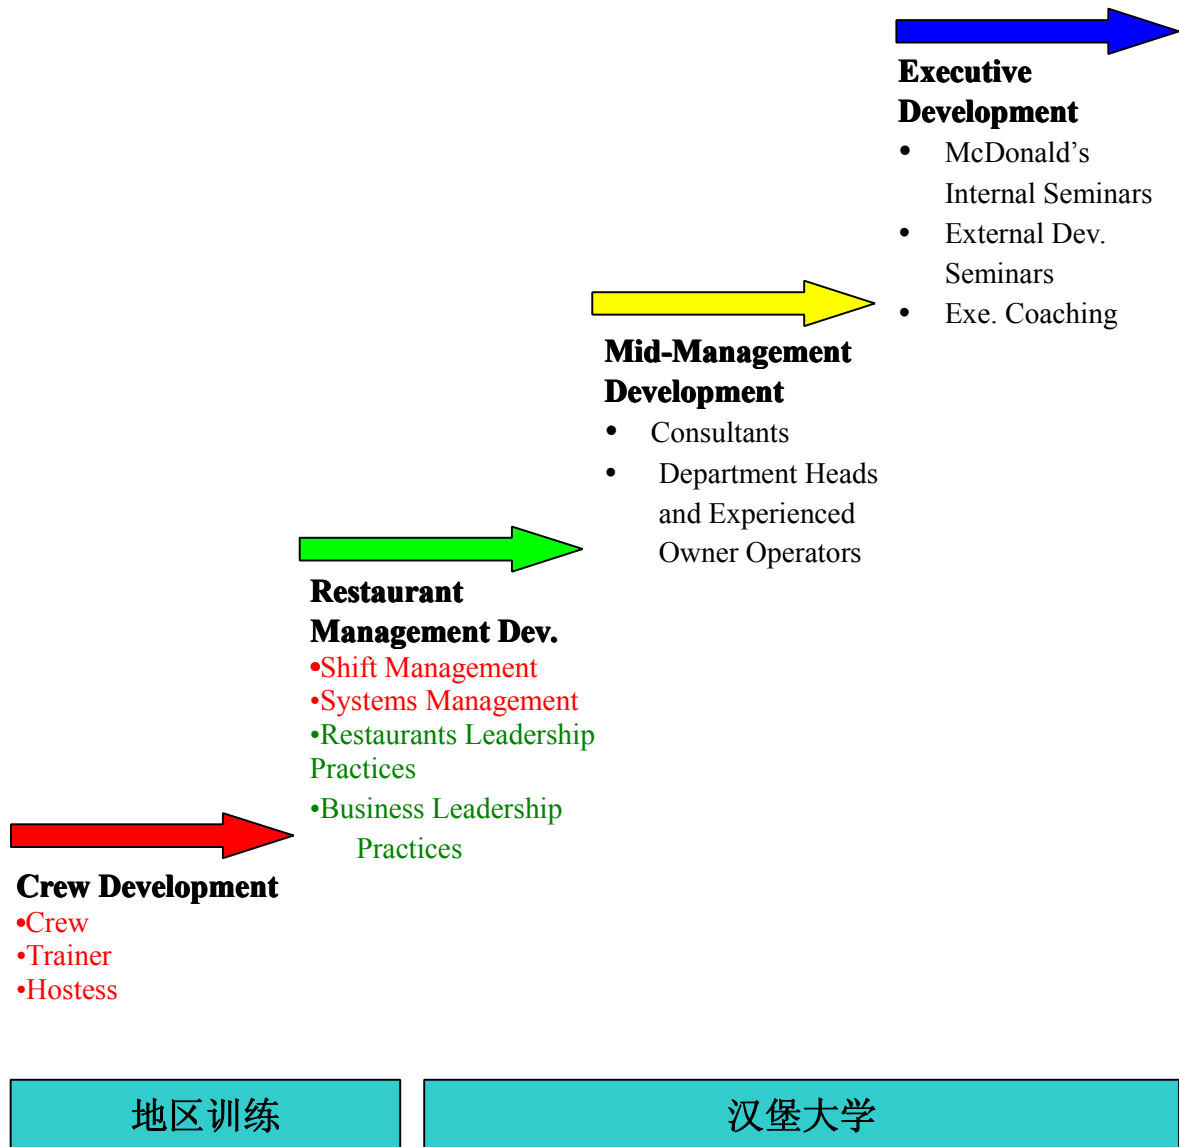 Executive
Development
• McDonald’s
Internal Seminars
• External Dev.
Seminars
• Exe. Coaching
Mid-Management
Development
• Consultants
• Department Heads
and Experienced
Owner Operators
Restaurant
Management Dev.
•Shift Management
•Systems Management
•Restaurants Leadership
Practices
•Business Leadership
Practices
Crew Development
•Crew
•Trainer
•Hostess
地区训练
汉堡大学